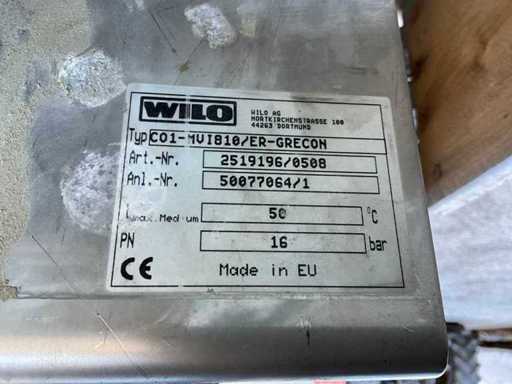 WILO
WILO AG
NORTKIRCHENSTRASSE 100
44263 DORTMUND
Typ CO1-MVI810/ER-GRECON
Art.-Nr. 2519196/0508
Anl.-Nr. 50077064/1
max.Medium 50 °C
PN 16 bar
CE Made in EU